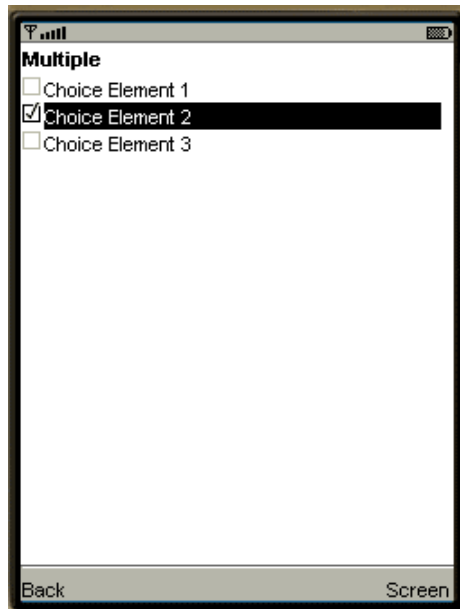 Multiple
Choice Element 1
Choice Element 2
Choice Element 3
Back Screen